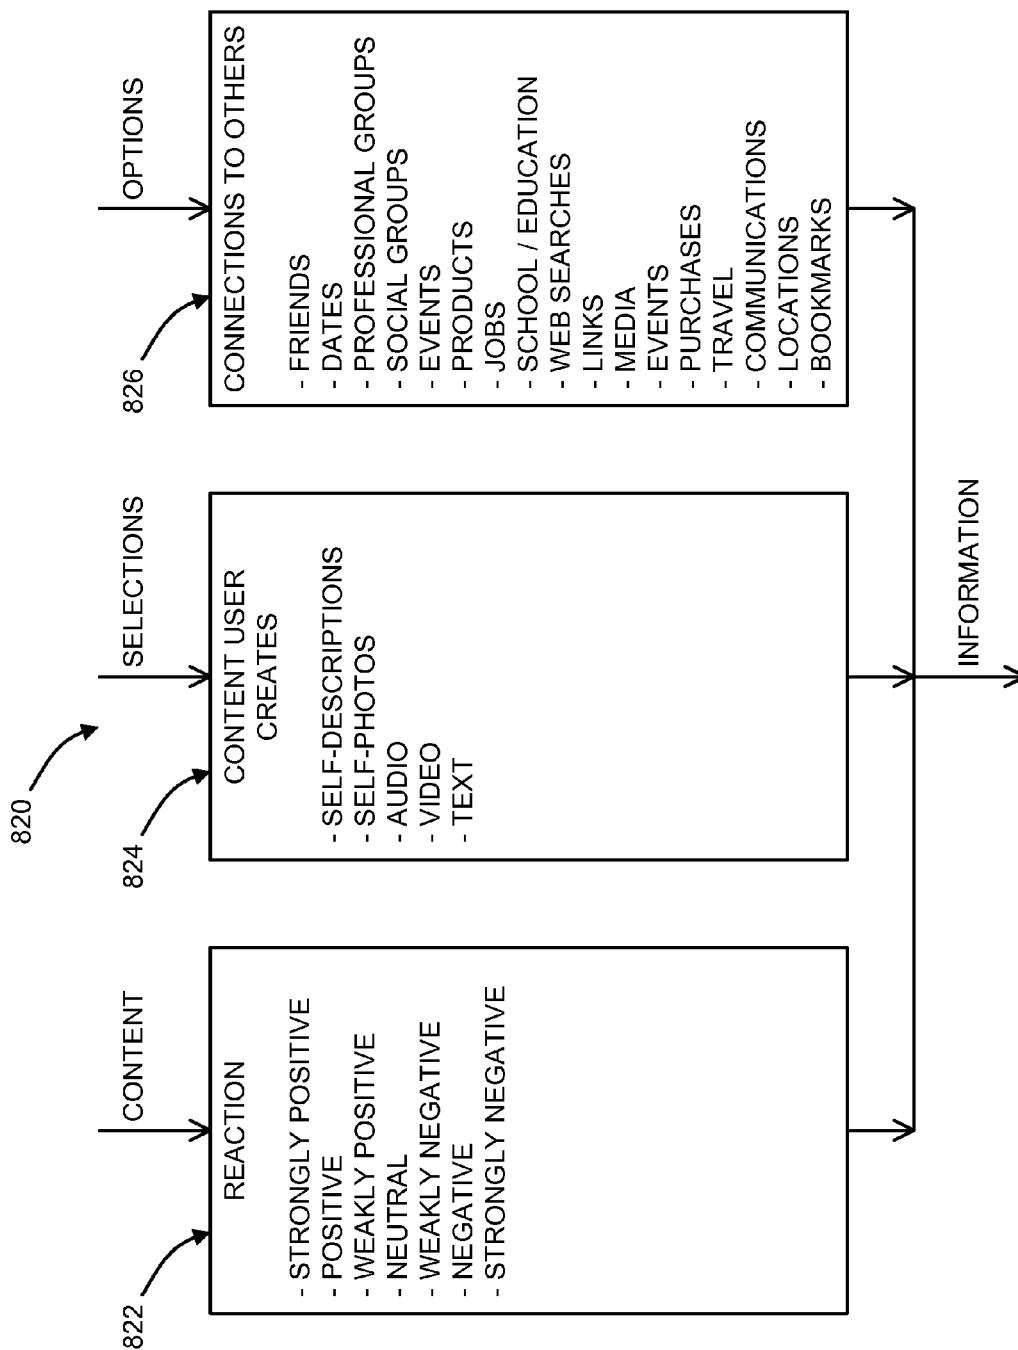 820
822
CONTENT
REACTION
- STRONGLY POSITIVE
- POSITIVE
- WEAKLY POSITIVE
- NEUTRAL
- WEAKLY NEGATIVE
- NEGATIVE
- STRONGLY NEGATIVE
824
SELECTIONS
CONTENT USER
CREATES
- SELF-DESCRIPTIONS
- SELF-PHOTOS
- AUDIO
- VIDEO
- TEXT
826
OPTIONS
CONNECTIONS TO OTHERS
- FRIENDS
- DATES
- PROFESSIONAL GROUPS
- SOCIAL GROUPS
- EVENTS
- PRODUCTS
- JOBS
- SCHOOL / EDUCATION
- WEB SEARCHES
- LINKS
- MEDIA
- EVENTS
- PURCHASES
- TRAVEL
- COMMUNICATIONS
- LOCATIONS
- BOOKMARKS
INFORMATION